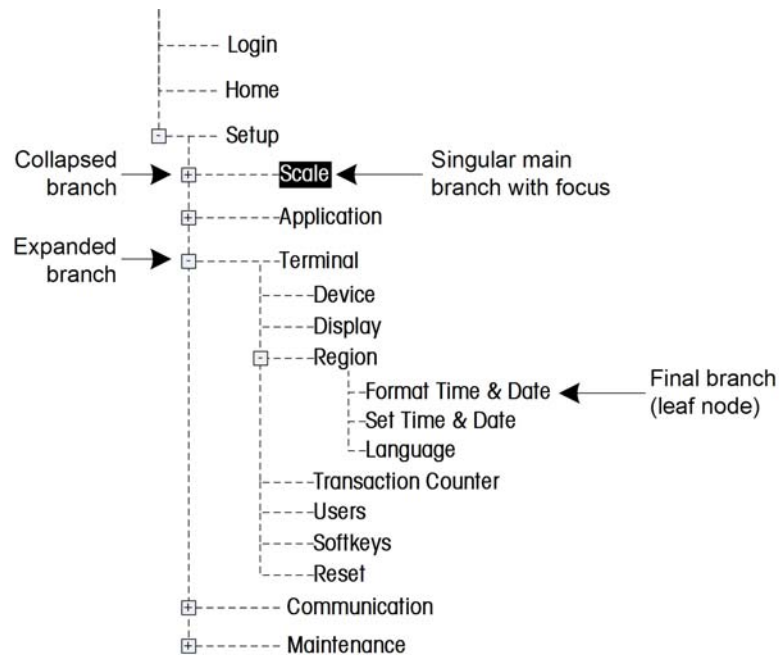 Login
Home
Setup
Collapsed
branch
Scale
Singular main
branch with focus
Application
Expanded
branch
Terminal
Device
Display
Region
Format Time & Date
Final branch
(leaf node)
Set Time & Date
Language
Transaction Counter
Users
Softkeys
Reset
Communication
Maintenance